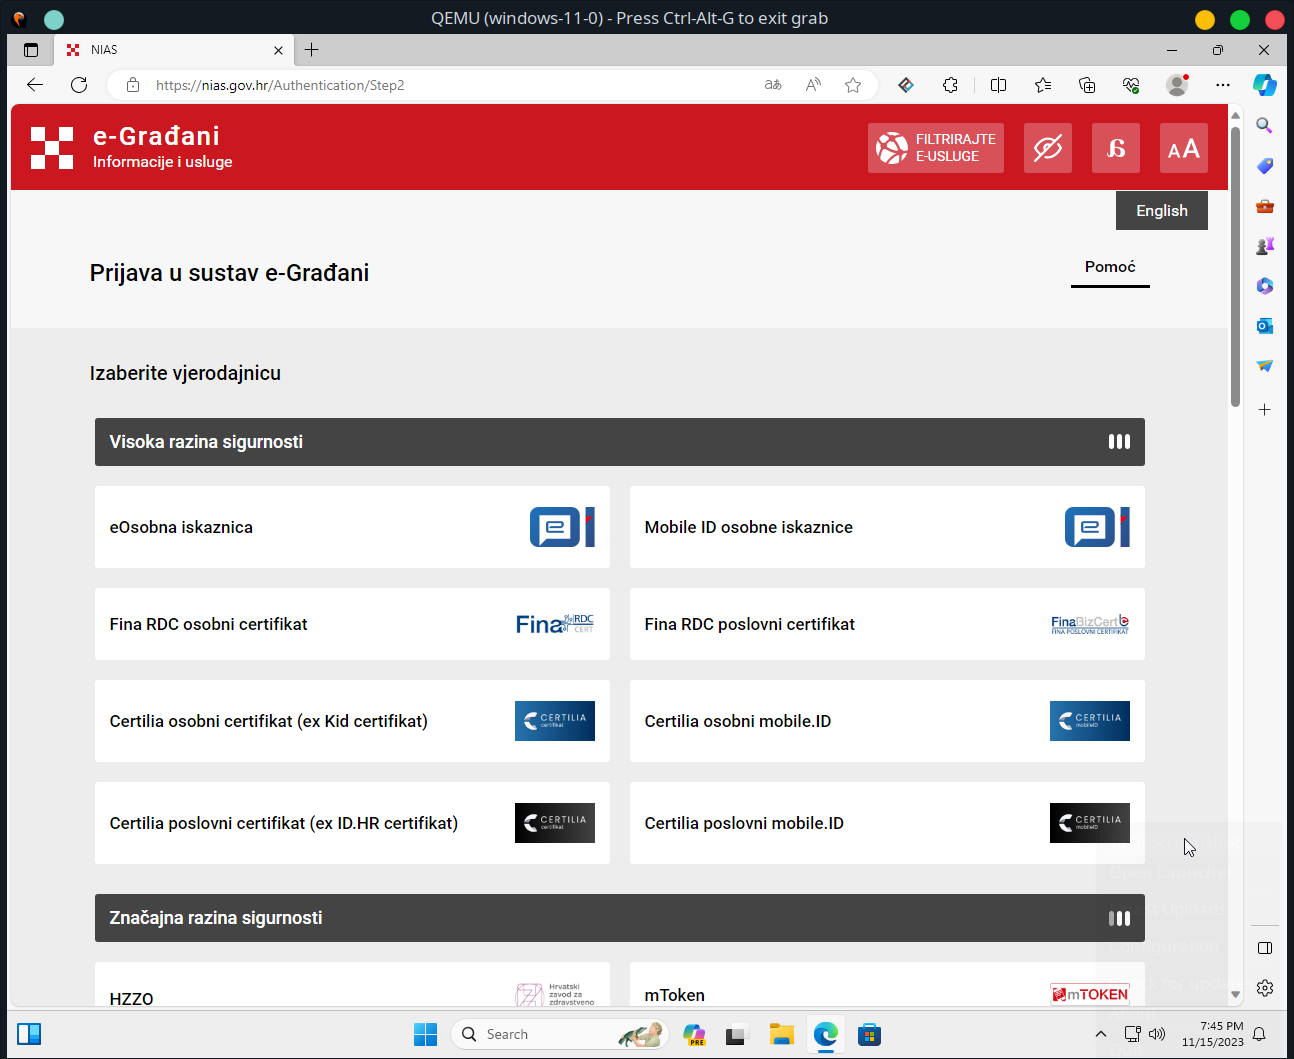 QEMU (windows-11-0) - Press Ctrl-Alt-G to exit grab
NIAS
https://nias.gov.hr/Authentication/Step2
e-Građani
Informacije i usluge
FILTRIRAJTE
E-USLUGE
AA
English
Prijava u sustav e-Građani
Pomoć
Izaberite vjerodajnicu
Visoka razina sigurnosti
eOsobna iskaznica
Mobile ID osobne iskaznice
Fina RDC osobni certifikat
Fina RDC CERT
Fina RDC poslovni certifikat
FinaBizCert
FINA POSLOVNI CERTIFIKAT
Certilia osobni certifikat (ex Kid certifikat)
CERTILIA
certifikat
Certilia osobni mobile.ID
CERTILIA
mobileID
Certilia poslovni certifikat (ex ID.HR certifikat)
CERTILIA
certifikat
Certilia poslovni mobile.ID
CERTILIA
mobileID
Značajna razina sigurnosti
HZZO
Hrvatski
zavod za
zdravstveno
mToken
mTOKEN
Search
PRE
7:45 PM
11/15/2023